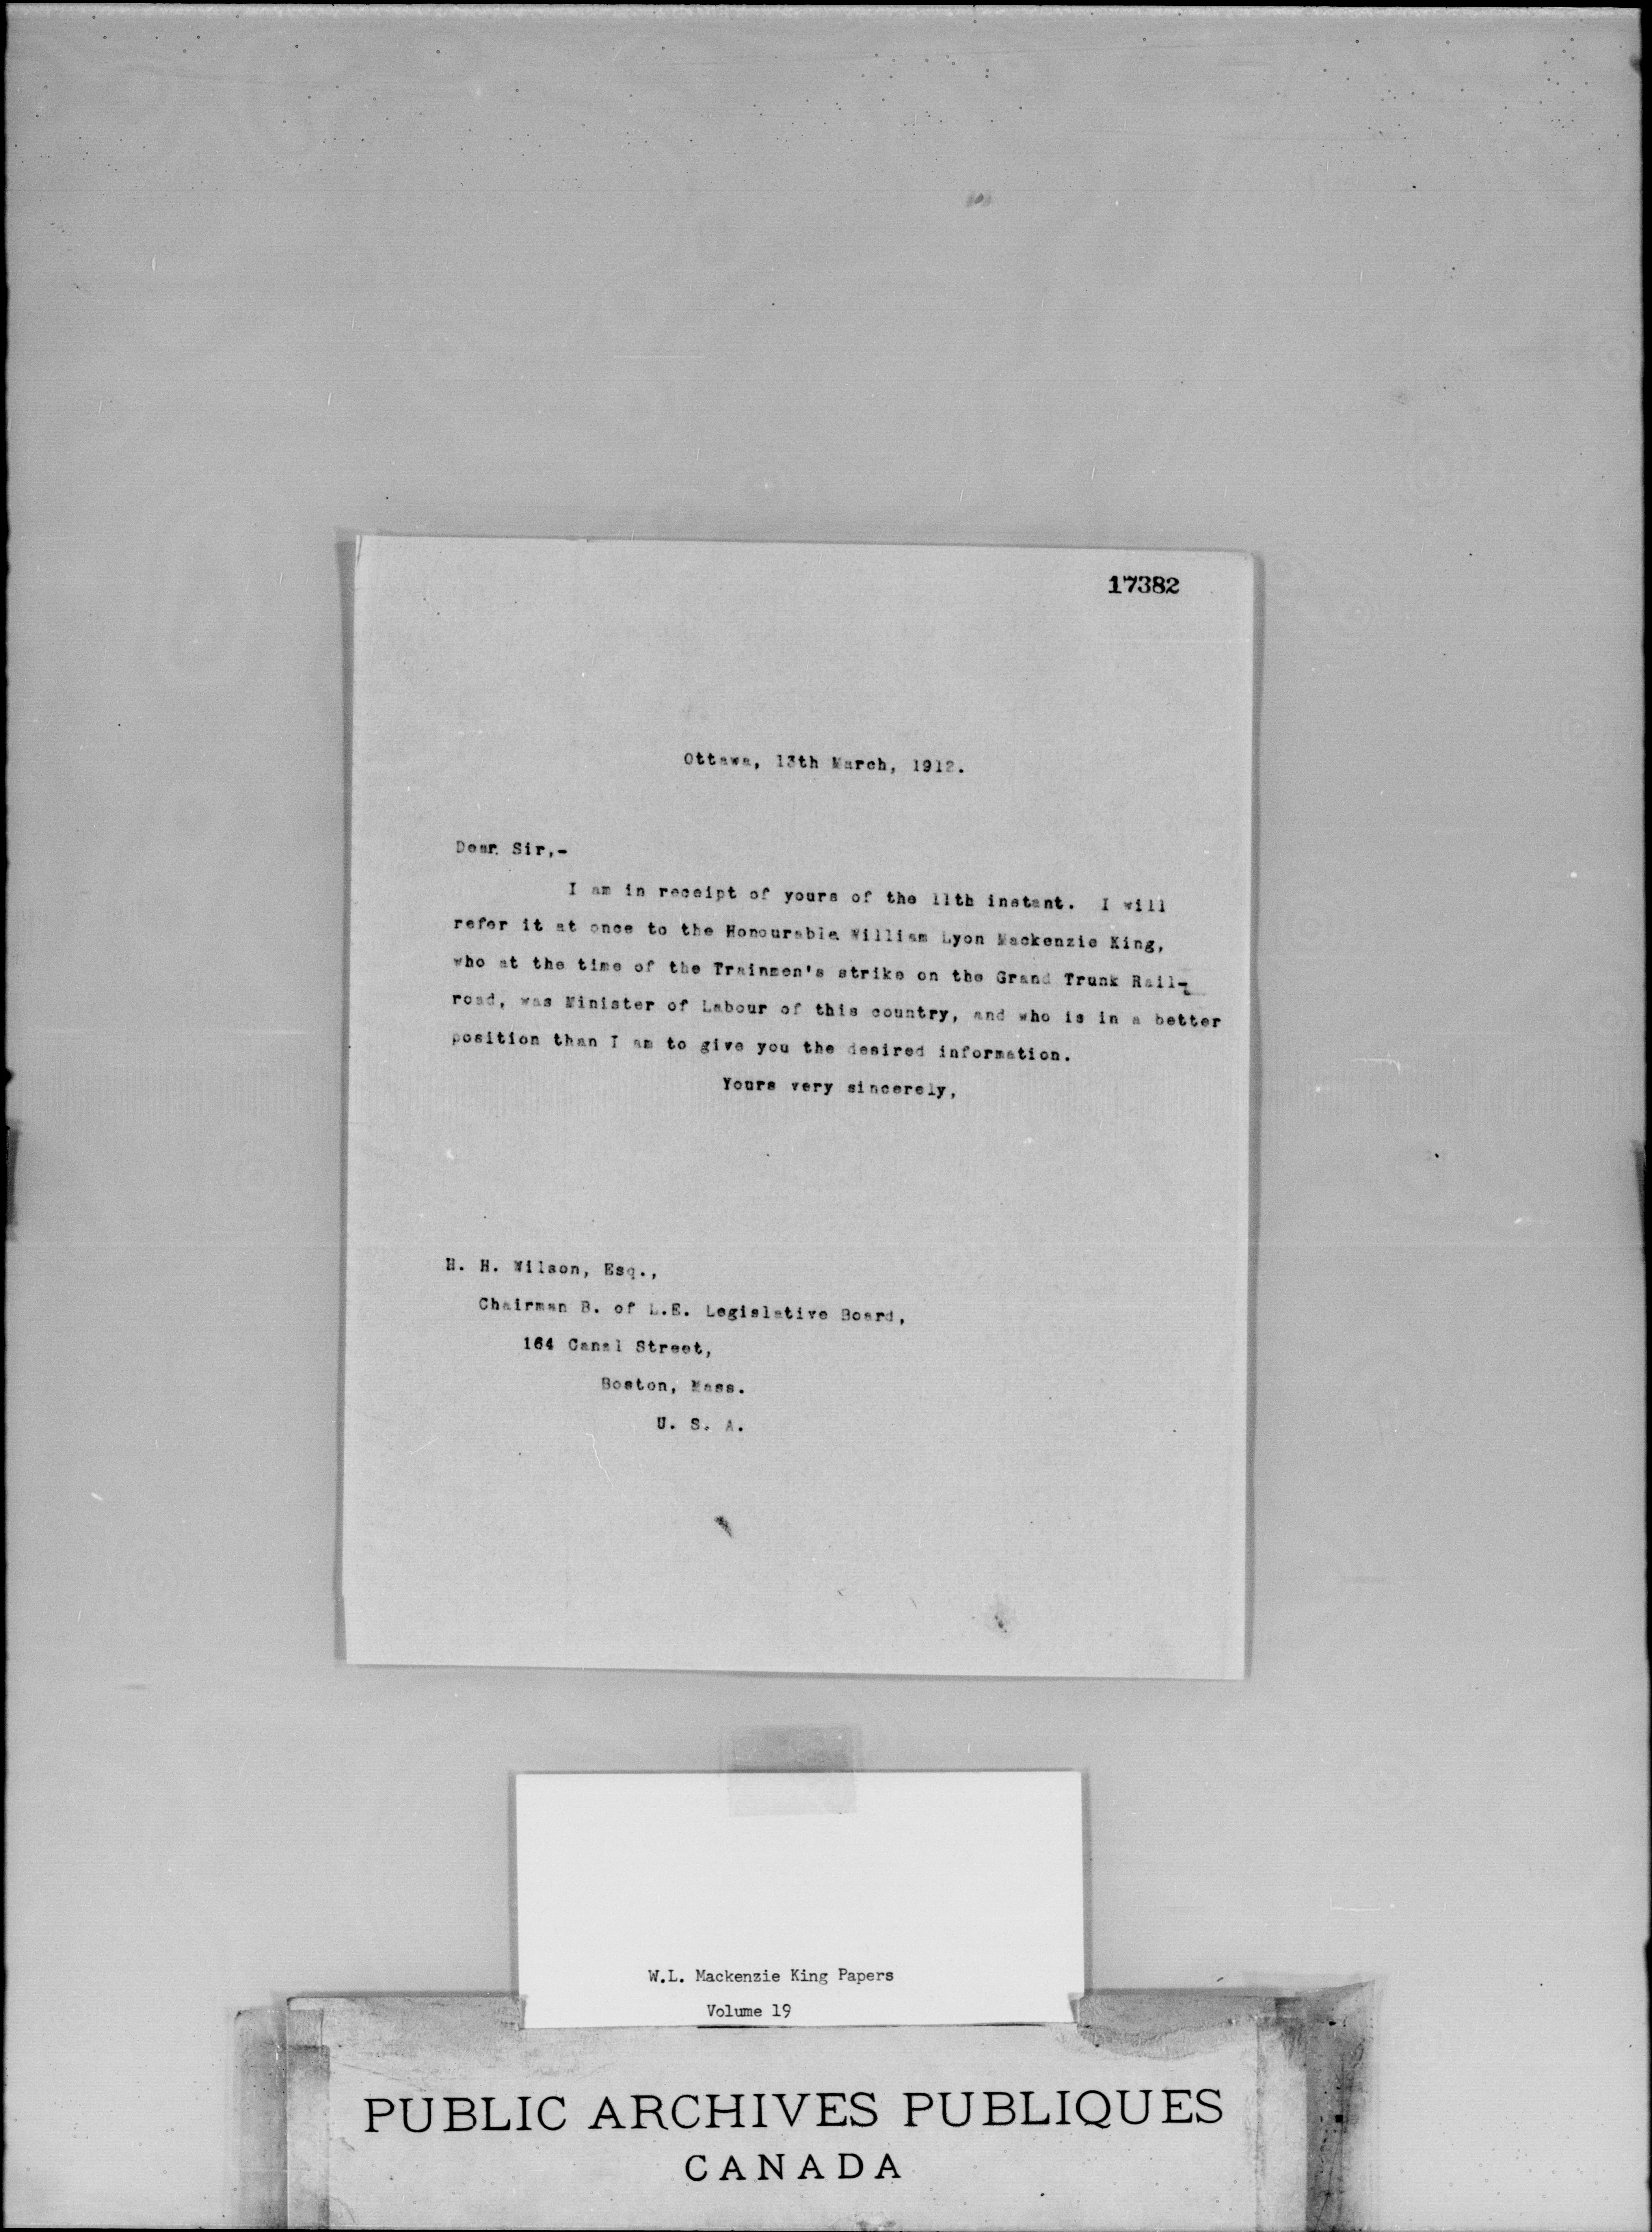 17382
Ottawa, 13th March, 1912.
Dear Sir,-
I am in receipt of yours of the 11th instant. I will
refer it at once to the Honourable William Lyon Mackenzie King,
who at the time of the Trainmen's strike on the Grand Trunk Rail-
road, was Minister of Labour of this country, and who is in a better
position than I am to give you the desired information.
Yours very sincerely,
H. H. Wilson, Esq.,
Chairman B. of L.E. Legislative Board,
164 Canal Street,
Boston, Mass.
U. S. A.
W.L. Mackenzie King Papers
Volume 19
PUBLIC ARCHIVES PUBLIQUES
CANADA